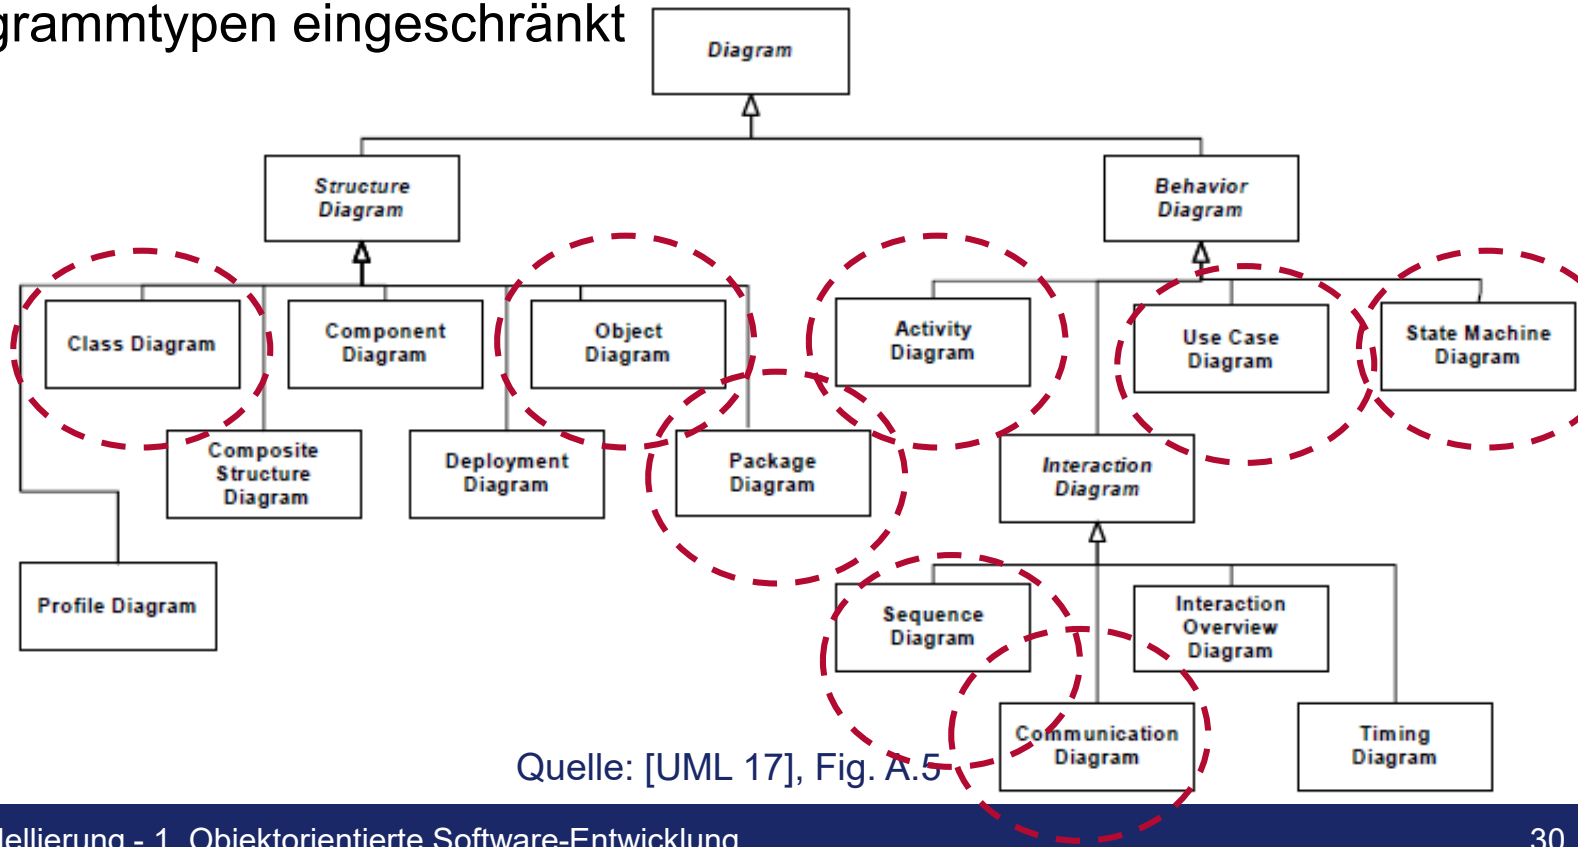 grammtypen eingeschränkt
Diagram
Structure
Diagram
Behavior
Diagram
Class Diagram
Component
Diagram
Object
Diagram
Activity
Diagram
Use Case
Diagram
State Machine
Diagram
Composite
Structure
Diagram
Deployment
Diagram
Package
Diagram
Interaction
Diagram
Profile Diagram
Sequence
Diagram
Interaction
Overview
Diagram
Communication
Diagram
Timing
Diagram
Quelle: [UML 17], Fig. A.5
dellierung - 1. Objektorientierte Software-Entwicklung
30